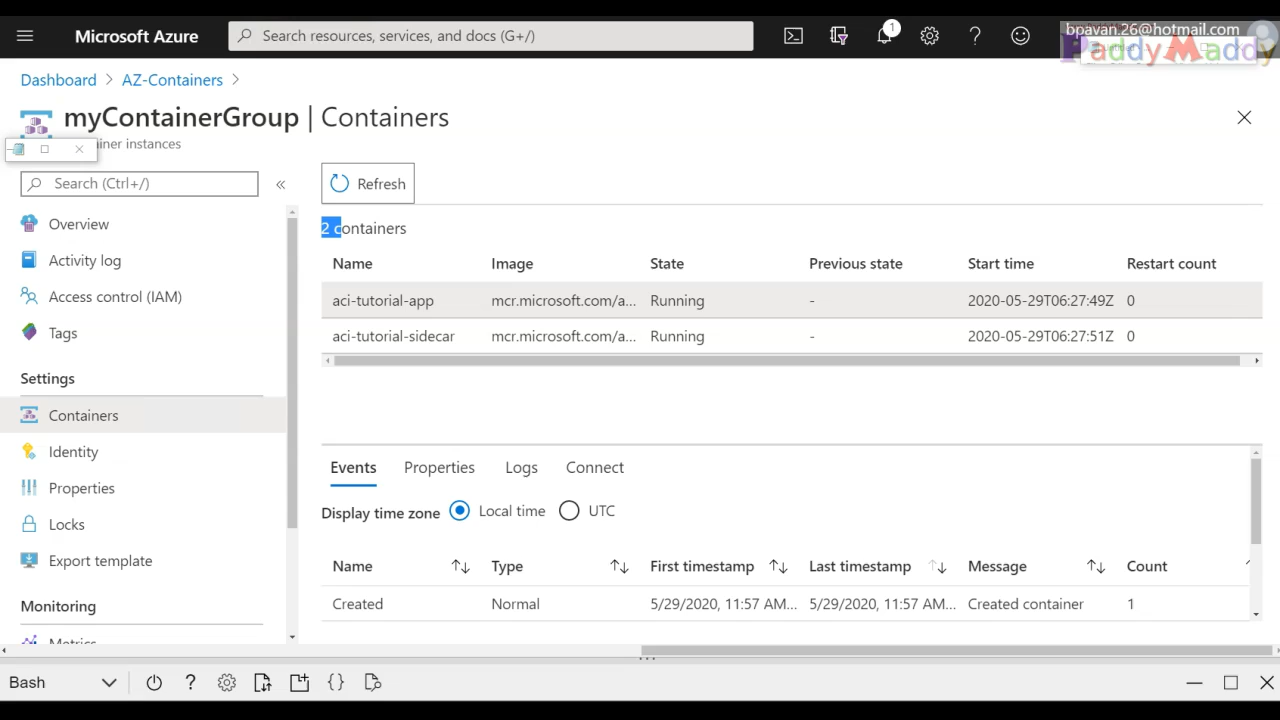 Microsoft Azure
Search resources, services, and docs (G+/)
1
bpavan.26@hotmail.com
PaddyMaddy
Dashboard > AZ-Containers >
myContainerGroup | Containers
ainer instances
Search (Ctrl+/)
Refresh
2 containers
Overview
Activity log
Access control (IAM)
Tags
Settings
Containers
Identity
Properties
Locks
Export template
Monitoring
Metrics
Name Image State Previous state Start time Restart count
aci-tutorial-app mcr.microsoft.com/a... Running - 2020-05-29T06:27:49Z 0
aci-tutorial-sidecar mcr.microsoft.com/a... Running - 2020-05-29T06:27:51Z 0
Events Properties Logs Connect
Display time zone Local time UTC
Name Type First timestamp Last timestamp Message Count
Created Normal 5/29/2020, 11:57 AM... 5/29/2020, 11:57 AM... Created container 1
Bash